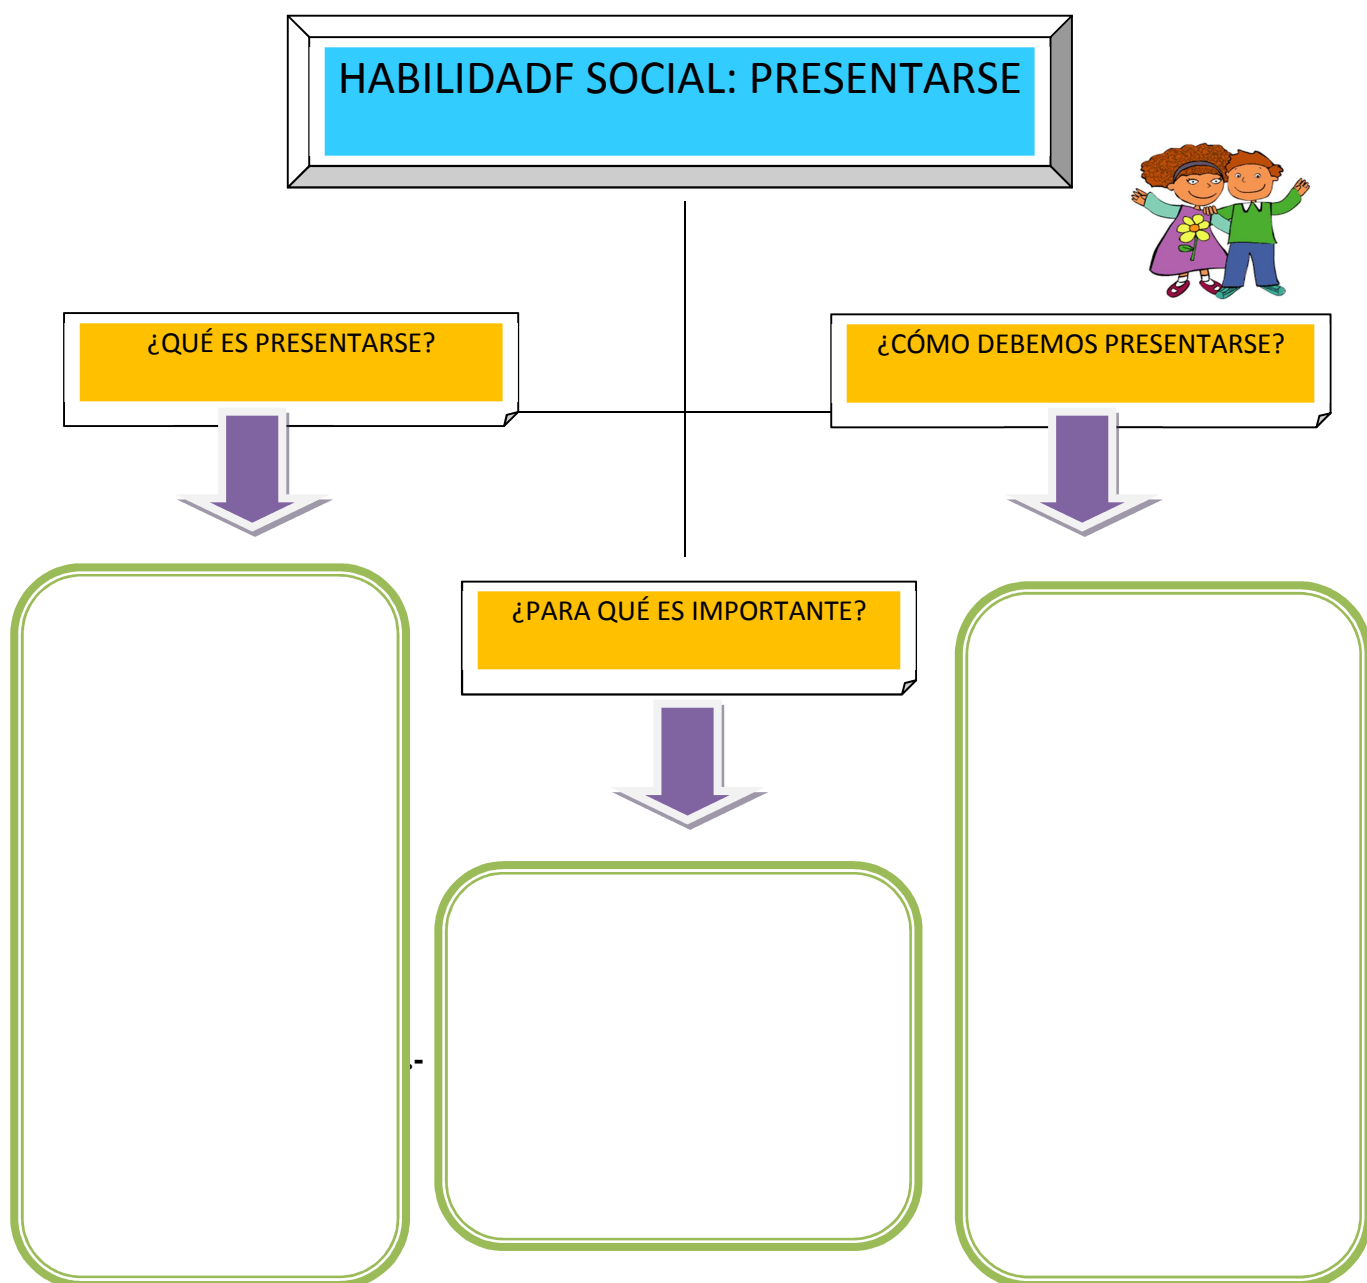 HABILIDADF SOCIAL: PRESENTARSE
¿QUÉ ES PRESENTARSE?
¿CÓMO DEBEMOS PRESENTARSE?
¿PARA QUÉ ES IMPORTANTE?
.-